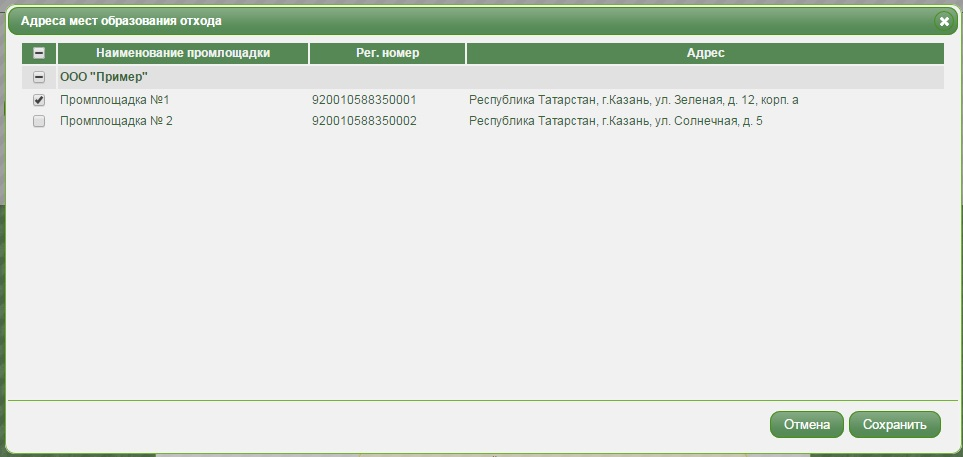 Адреса мест образования отхода
Наименование промлощадки Рег. номер Адрес
ООО "Пример"
Промплощадка №1 920010588350001 Республика Татарстан, г.Казань, ул. Зеленая, д. 12, корп. а
Промплощадка № 2 920010588350002 Республика Татарстан, г.Казань, ул. Солнечная, д. 5
Отмена Сохранить